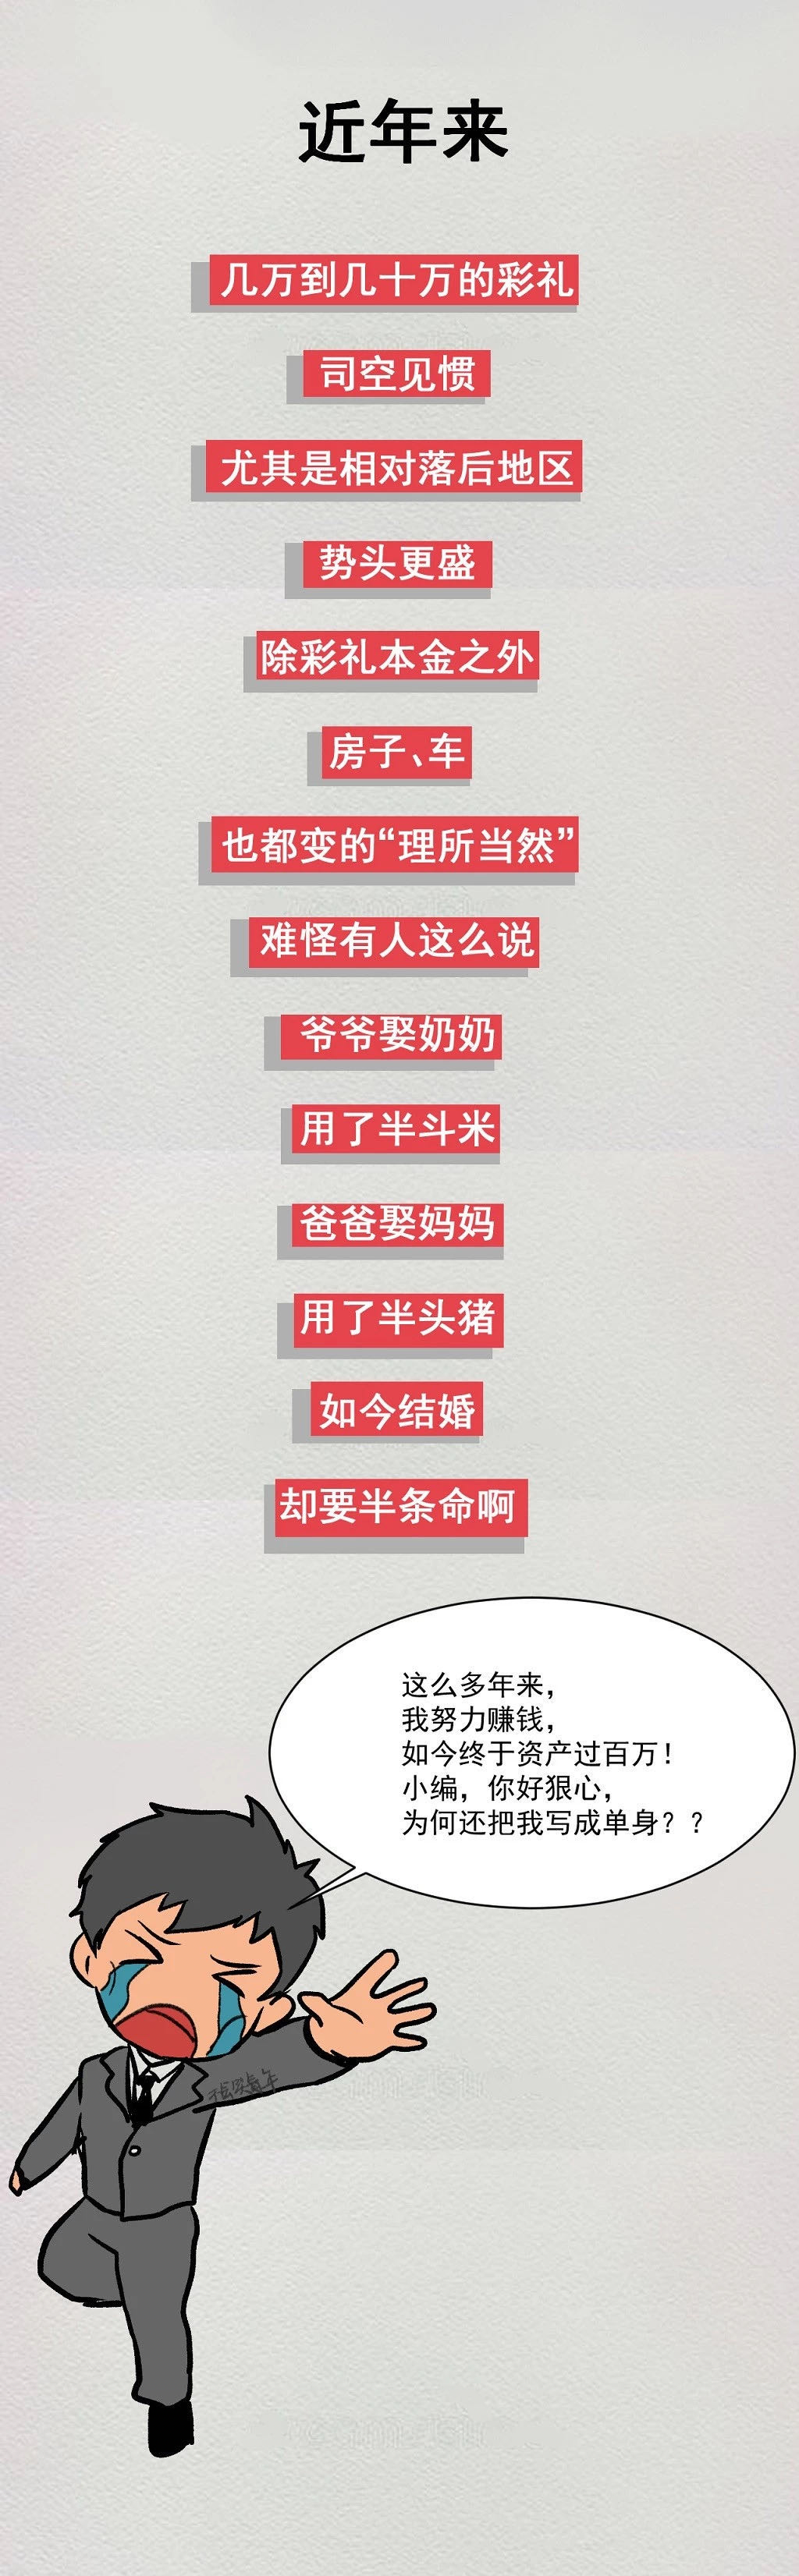 近年来
几万到几十万的彩礼
司空见惯
尤其是相对落后地区
势头更盛
除彩礼本金之外
房子、车
也都变的“理所当然”
难怪有人这么说
爷爷娶奶奶
用了半斗米
爸爸娶妈妈
用了半头猪
如今结婚
却要半条命啊
这么多年来，
我努力赚钱，
如今终于资产过百万！
小编，你好狠心，
为何还把我写成单身？？